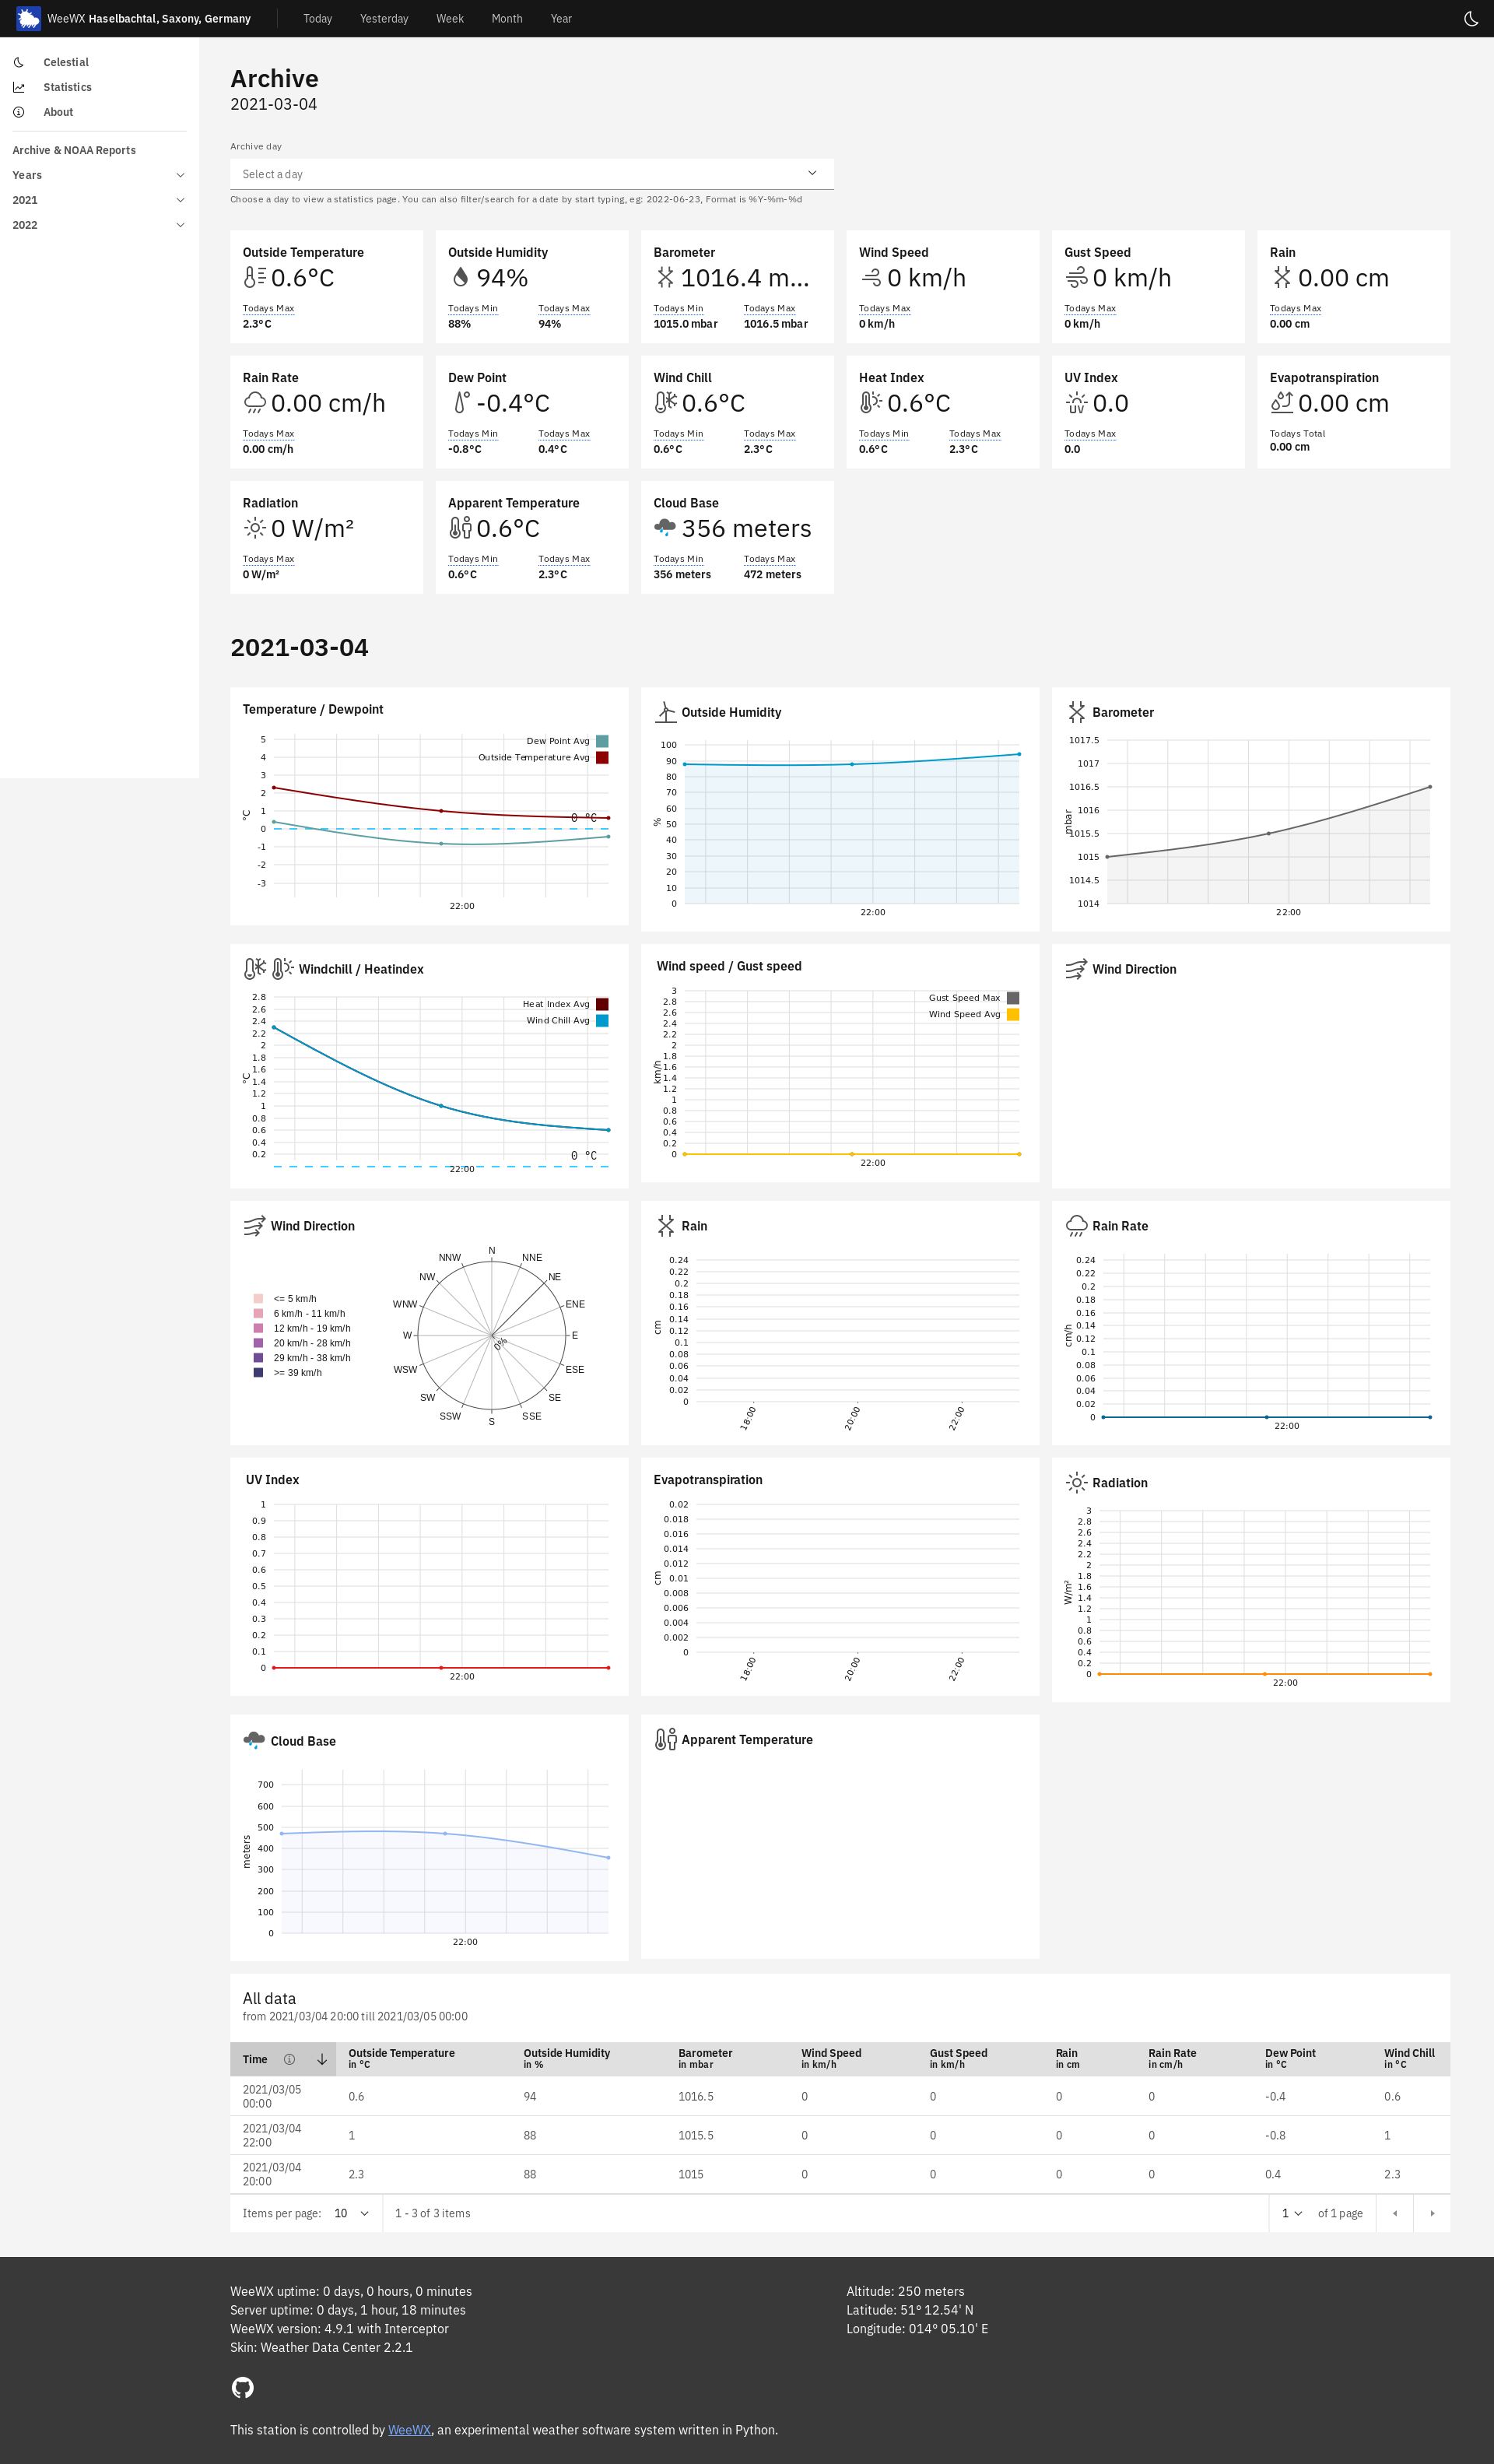 WeeWX Haselbachtal, Saxony, Germany
Today
Yesterday
Week
Month
Year
Celestial
Statistics
About
Archive & NOAA Reports
Years
2021
2022
Archive
2021-03-04
Archive day
Select a day
Choose a day to view a statistics page. You can also filter/search for a date by start typing, eg: 2022-06-23, Format is %Y-%m-%d
Outside Temperature
0.6°C
Todays Max
2.3°C
Outside Humidity
94%
Todays Min Todays Max
88% 94%
Barometer
1016.4 m...
Todays Min Todays Max
1015.0 mbar 1016.5 mbar
Wind Speed
0 km/h
Todays Max
0 km/h
Gust Speed
0 km/h
Todays Max
0 km/h
Rain
0.00 cm
Todays Max
0.00 cm
Rain Rate
0.00 cm/h
Todays Max
0.00 cm/h
Dew Point
-0.4°C
Todays Min Todays Max
-0.8°C 0.4°C
Wind Chill
0.6°C
Todays Min Todays Max
0.6°C 2.3°C
Heat Index
0.6°C
Todays Min Todays Max
0.6°C 2.3°C
UV Index
0.0
Todays Max
0.0
Evapotranspiration
0.00 cm
Todays Total
0.00 cm
Radiation
0 W/m²
Todays Max
0 W/m²
Apparent Temperature
0.6°C
Todays Min Todays Max
0.6°C 2.3°C
Cloud Base
356 meters
Todays Min Todays Max
356 meters 472 meters
2021-03-04
Temperature / Dewpoint
Dew Point Avg
Outside Temperature Avg
5
4
3
2
1
0
-1
-2
-3
°C
0 °C
22:00
Outside Humidity
100
90
80
70
60
50
40
30
20
10
0
%
22:00
Barometer
1017.5
1017
1016.5
1016
1015.5
1015
1014.5
1014
mbar
22:00
Windchill / Heatindex
Heat Index Avg
Wind Chill Avg
2.8
2.6
2.4
2.2
2
1.8
1.6
1.4
1.2
1
0.8
0.6
0.4
0.2
°C
0 °C
22:00
Wind speed / Gust speed
Gust Speed Max
Wind Speed Avg
3
2.8
2.6
2.4
2.2
2
1.8
1.6
1.4
1.2
1
0.8
0.6
0.4
0.2
0
km/h
22:00
Wind Direction
Wind Direction
<= 5 km/h
6 km/h - 11 km/h
12 km/h - 19 km/h
20 km/h - 28 km/h
29 km/h - 38 km/h
>= 39 km/h
N
NNE
NE
ENE
E
ESE
SE
SSE
S
SSW
SW
WSW
W
WNW
NW
NNW
0%
Rain
0.24
0.22
0.2
0.18
0.16
0.14
0.12
0.1
0.08
0.06
0.04
0.02
0
cm
18:00 20:00 22:00
Rain Rate
0.24
0.22
0.2
0.18
0.16
0.14
0.12
0.1
0.08
0.06
0.04
0.02
0
cm/h
22:00
UV Index
1
0.9
0.8
0.7
0.6
0.5
0.4
0.3
0.2
0.1
0
22:00
Evapotranspiration
0.02
0.018
0.016
0.014
0.012
0.01
0.008
0.006
0.004
0.002
0
cm
18:00 20:00 22:00
Radiation
3
2.8
2.6
2.4
2.2
2
1.8
1.6
1.4
1.2
1
0.8
0.6
0.4
0.2
0
W/m²
22:00
Cloud Base
700
600
500
400
300
200
100
0
meters
22:00
Apparent Temperature
All data
from 2021/03/04 20:00 till 2021/03/05 00:00
Time Outside Temperature in °C Outside Humidity in % Barometer in mbar Wind Speed in km/h Gust Speed in km/h Rain in cm Rain Rate in cm/h Dew Point in °C Wind Chill in °C
2021/03/05 00:00 0.6 94 1016.5 0 0 0 0 -0.4 0.6
2021/03/04 22:00 1 88 1015.5 0 0 0 0 -0.8 1
2021/03/04 20:00 2.3 88 1015 0 0 0 0 0.4 2.3
Items per page: 10 1 - 3 of 3 items 1 of 1 page
WeeWX uptime: 0 days, 0 hours, 0 minutes
Server uptime: 0 days, 1 hour, 18 minutes
WeeWX version: 4.9.1 with Interceptor
Skin: Weather Data Center 2.2.1
Altitude: 250 meters
Latitude: 51° 12.54' N
Longitude: 014° 05.10' E
This station is controlled by WeeWX, an experimental weather software system written in Python.